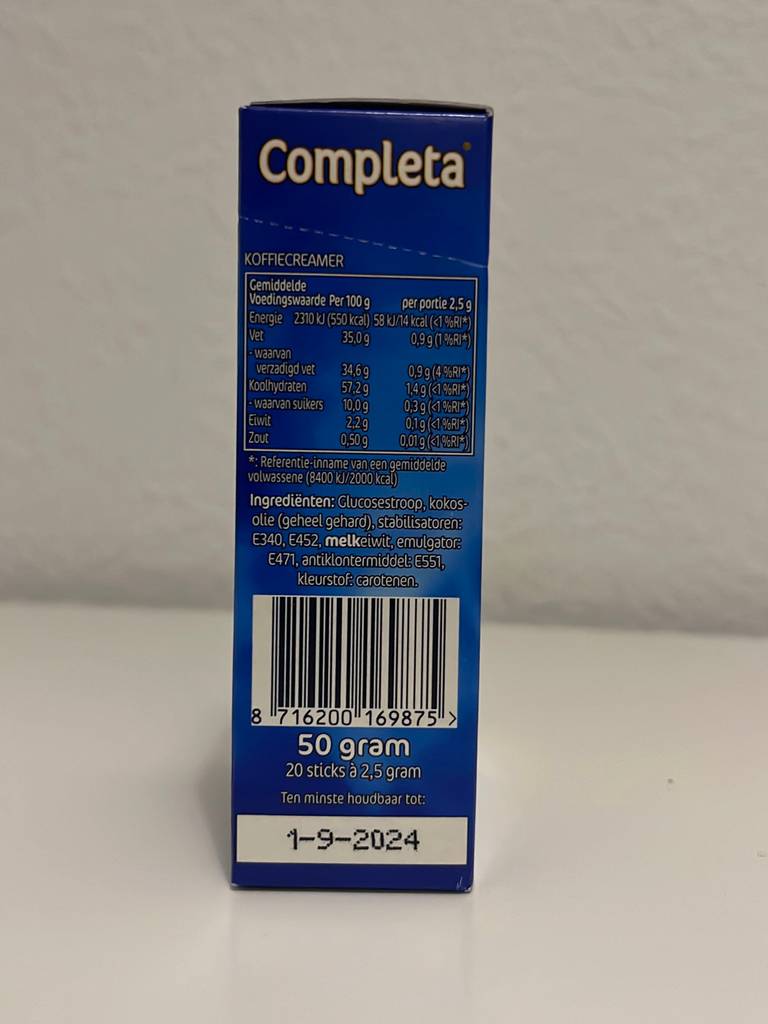 Completa®
KOFFIECREAMER
Gemiddelde
Voedingswaarde Per 100 g per portie 2,5 g
Energie 2310 kJ (550 kcal) 58 kJ/14 kcal (<1 %RI*)
Vet 35,0 g 0,9 g (1 %RI*)
- waarvan
verzadigd vet 34,6 g 0,9 g (4 %RI*)
Koolhydraten 57,2 g 1,4 g (<1 %RI*)
- waarvan suikers 10,0 g 0,3 g (<1 %RI*)
Eiwit 2,2 g 0,1 g (<1 %RI*)
Zout 0,50 g 0,01 g (<1 %RI*)
*: Referentie-inname van een gemiddelde
volwassene (8400 kJ/2000 kcal)
Ingrediënten: Glucosestroop, kokos-
olie (geheel gehard), stabilisatoren:
E340, E452, melkeiwit, emulgator:
E471, antiklontermiddel: E551,
kleurstof: carotenen.
8 716200 169875 >
50 gram
20 sticks à 2,5 gram
Ten minste houdbaar tot:
1-9-2024